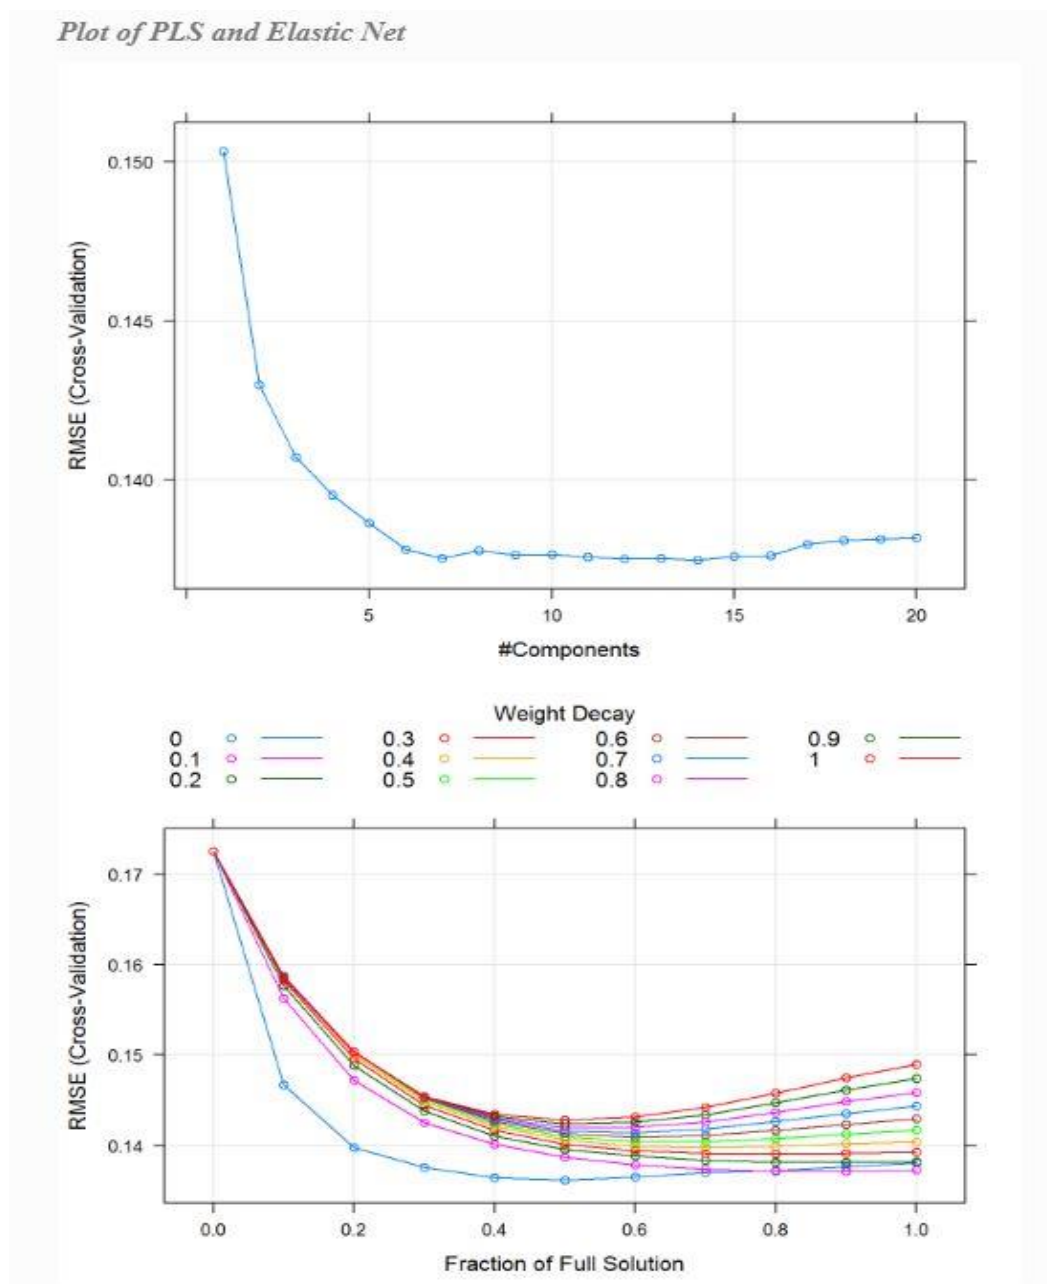 Plot of PLS and Elastic Net
0.150
0.145
0.140
RMSE (Cross-Validation)
5 10 15 20
#Components
Weight Decay
0 0.3 0.6 0.9
0.1 0.4 0.7 1
0.2 0.5 0.8
0.17
0.16
0.15
0.14
RMSE (Cross-Validation)
0.0 0.2 0.4 0.6 0.8 1.0
Fraction of Full Solution